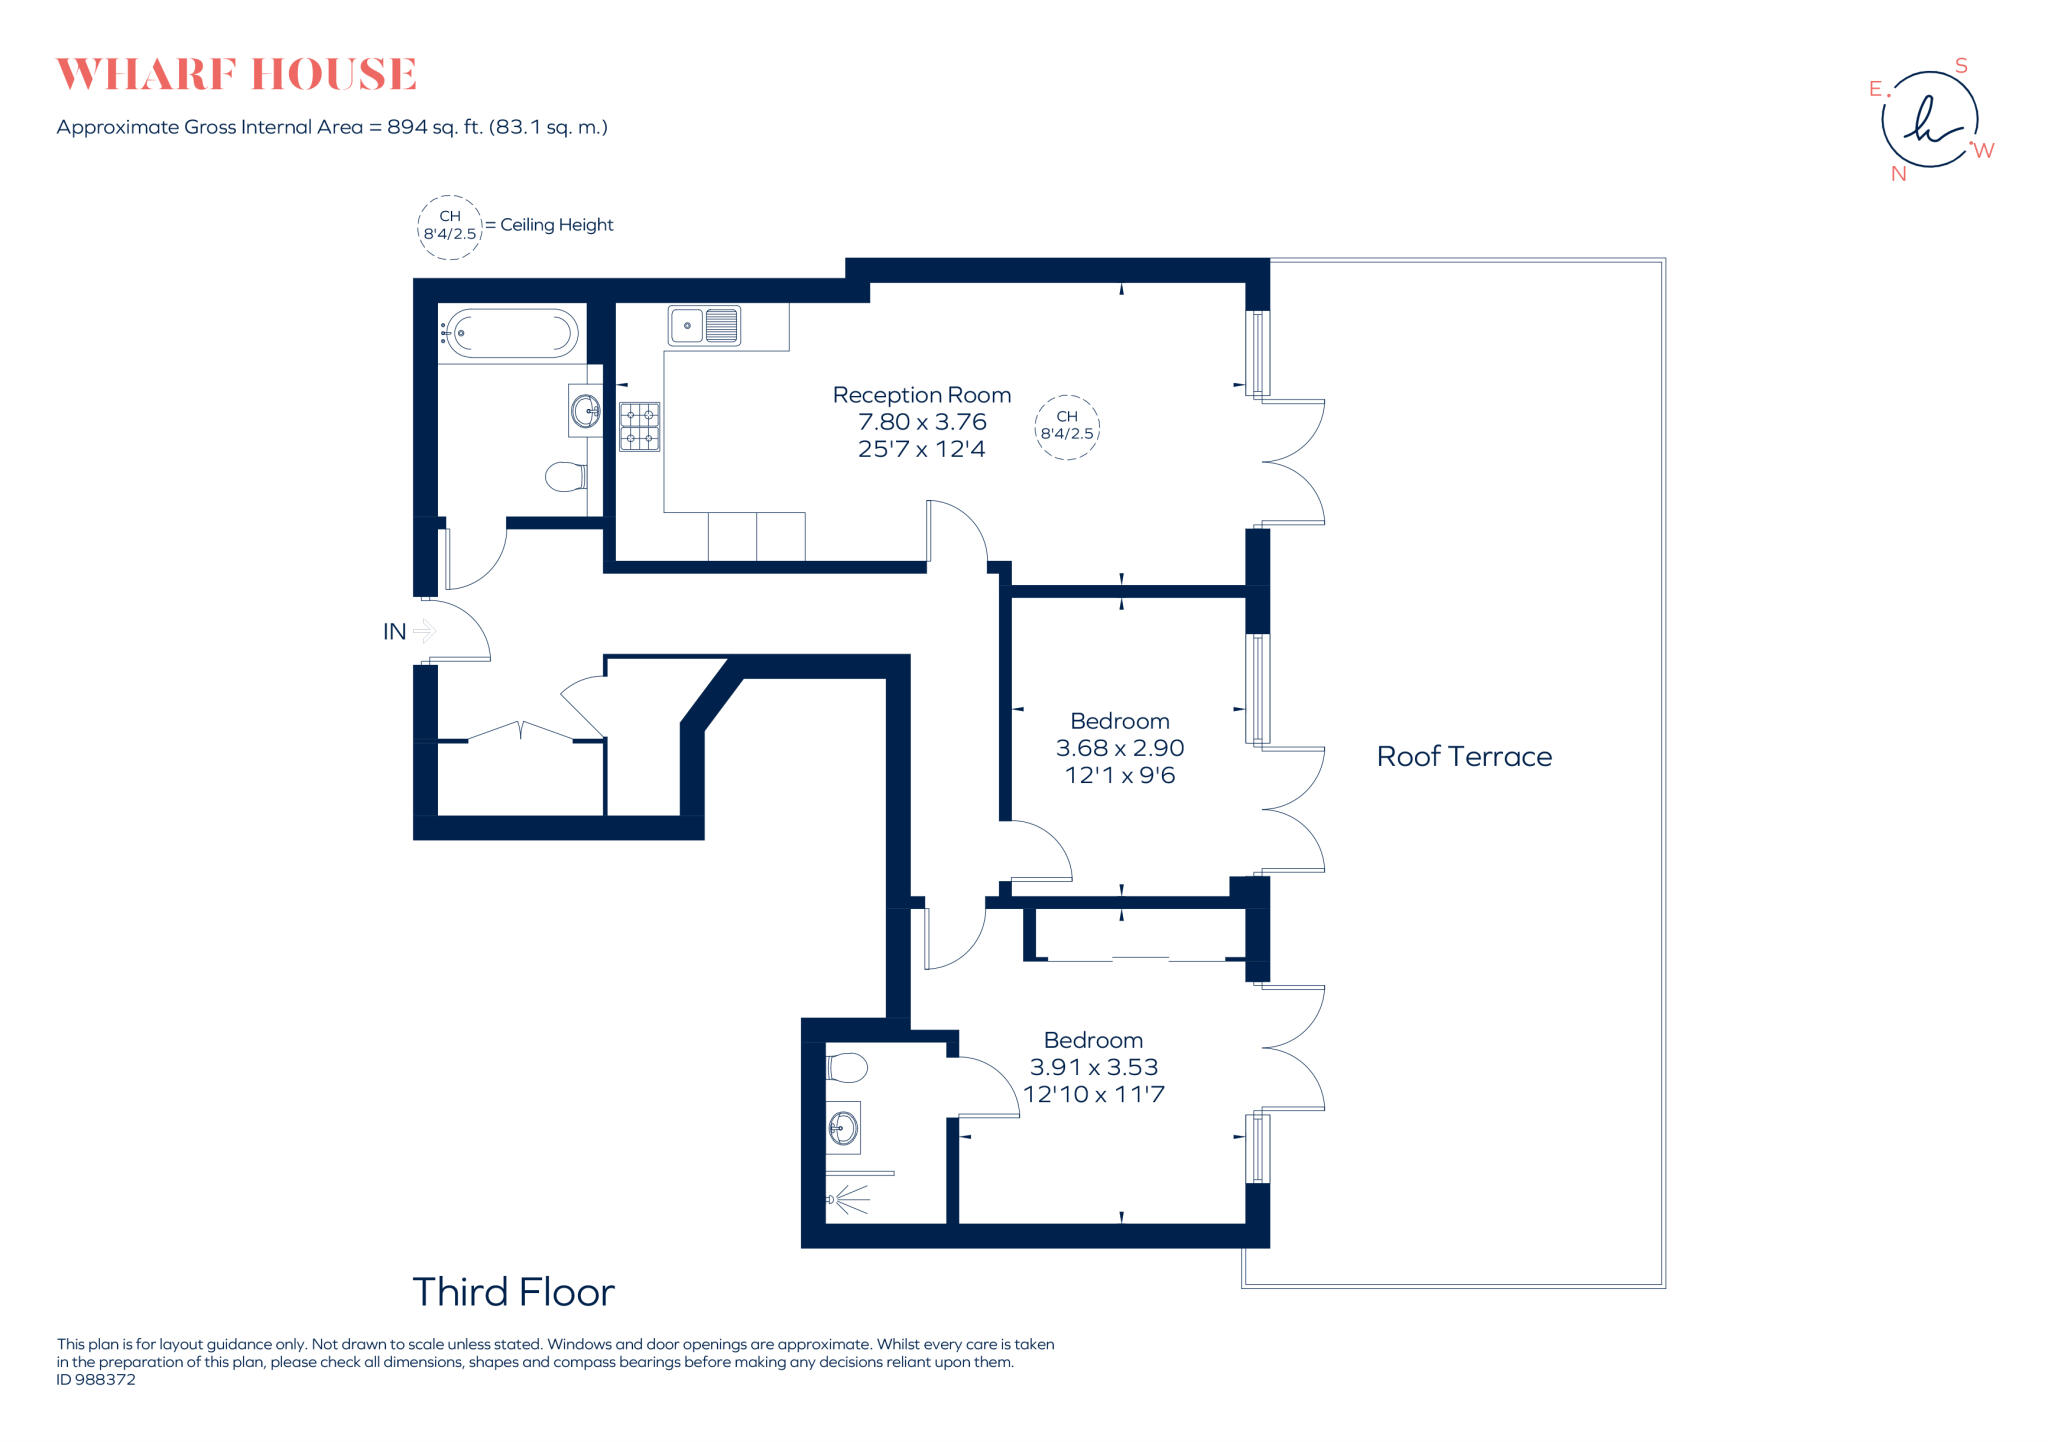 WHARF HOUSE
Approximate Gross Internal Area = 894 sq. ft. (83.1 sq. m.)
S
E
W
N
CH
8'4/2.5
= Ceiling Height
Reception Room
7.80 x 3.76
25'7 x 12'4
CH
8'4/2.5
IN
Bedroom
3.68 x 2.90
12'1 x 9'6
Roof Terrace
Bedroom
3.91 x 3.53
12'10 x 11'7
Third Floor
This plan is for layout guidance only. Not drawn to scale unless stated. Windows and door openings are approximate. Whilst every care is taken
in the preparation of this plan, please check all dimensions, shapes and compass bearings before making any decisions reliant upon them.
ID 988372